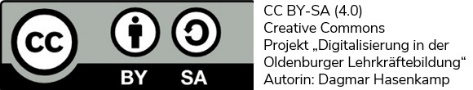 CC
BY SA
CC BY-SA (4.0)
Creative Commons
Projekt „Digitalisierung in der
Oldenburger Lehrkräftebildung“
Autorin: Dagmar Hasenkamp